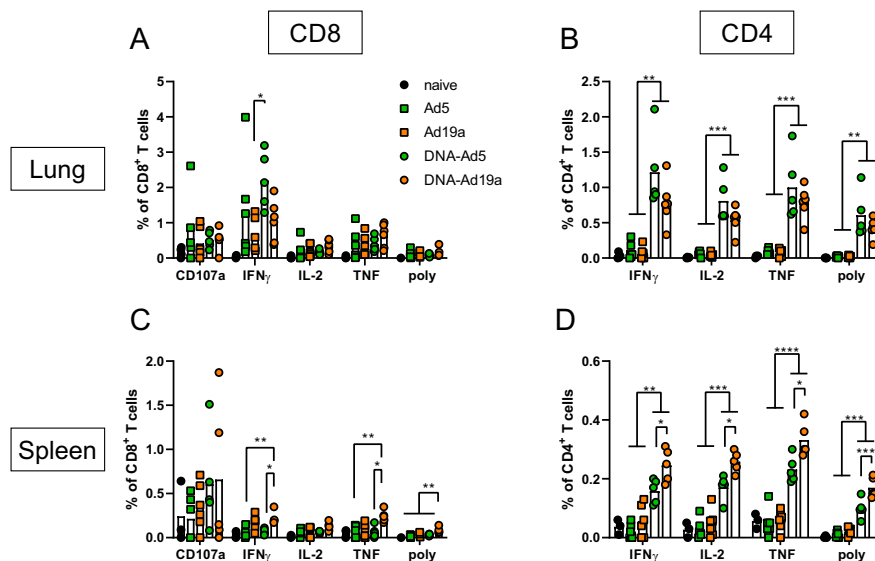 CD8
CD4
A
B
Lung
% of CD8+ T cells
5
4
3
2
1
0
*
naive
Ad5
Ad19a
DNA-Ad5
DNA-Ad19a
CD107a IFNγ IL-2 TNF poly
% of CD4+ T cells
2.5
2.0
1.5
1.0
0.5
0.0
**
***
***
**
IFNγ IL-2 TNF poly
C
D
Spleen
% of CD8+ T cells
2.0
1.5
1.0
0.5
0.0
**
*
**
*
**
CD107a IFNγ IL-2 TNF poly
% of CD4+ T cells
0.6
0.4
0.2
0.0
**
*
***
*
****
*
***
***
IFNγ IL-2 TNF poly